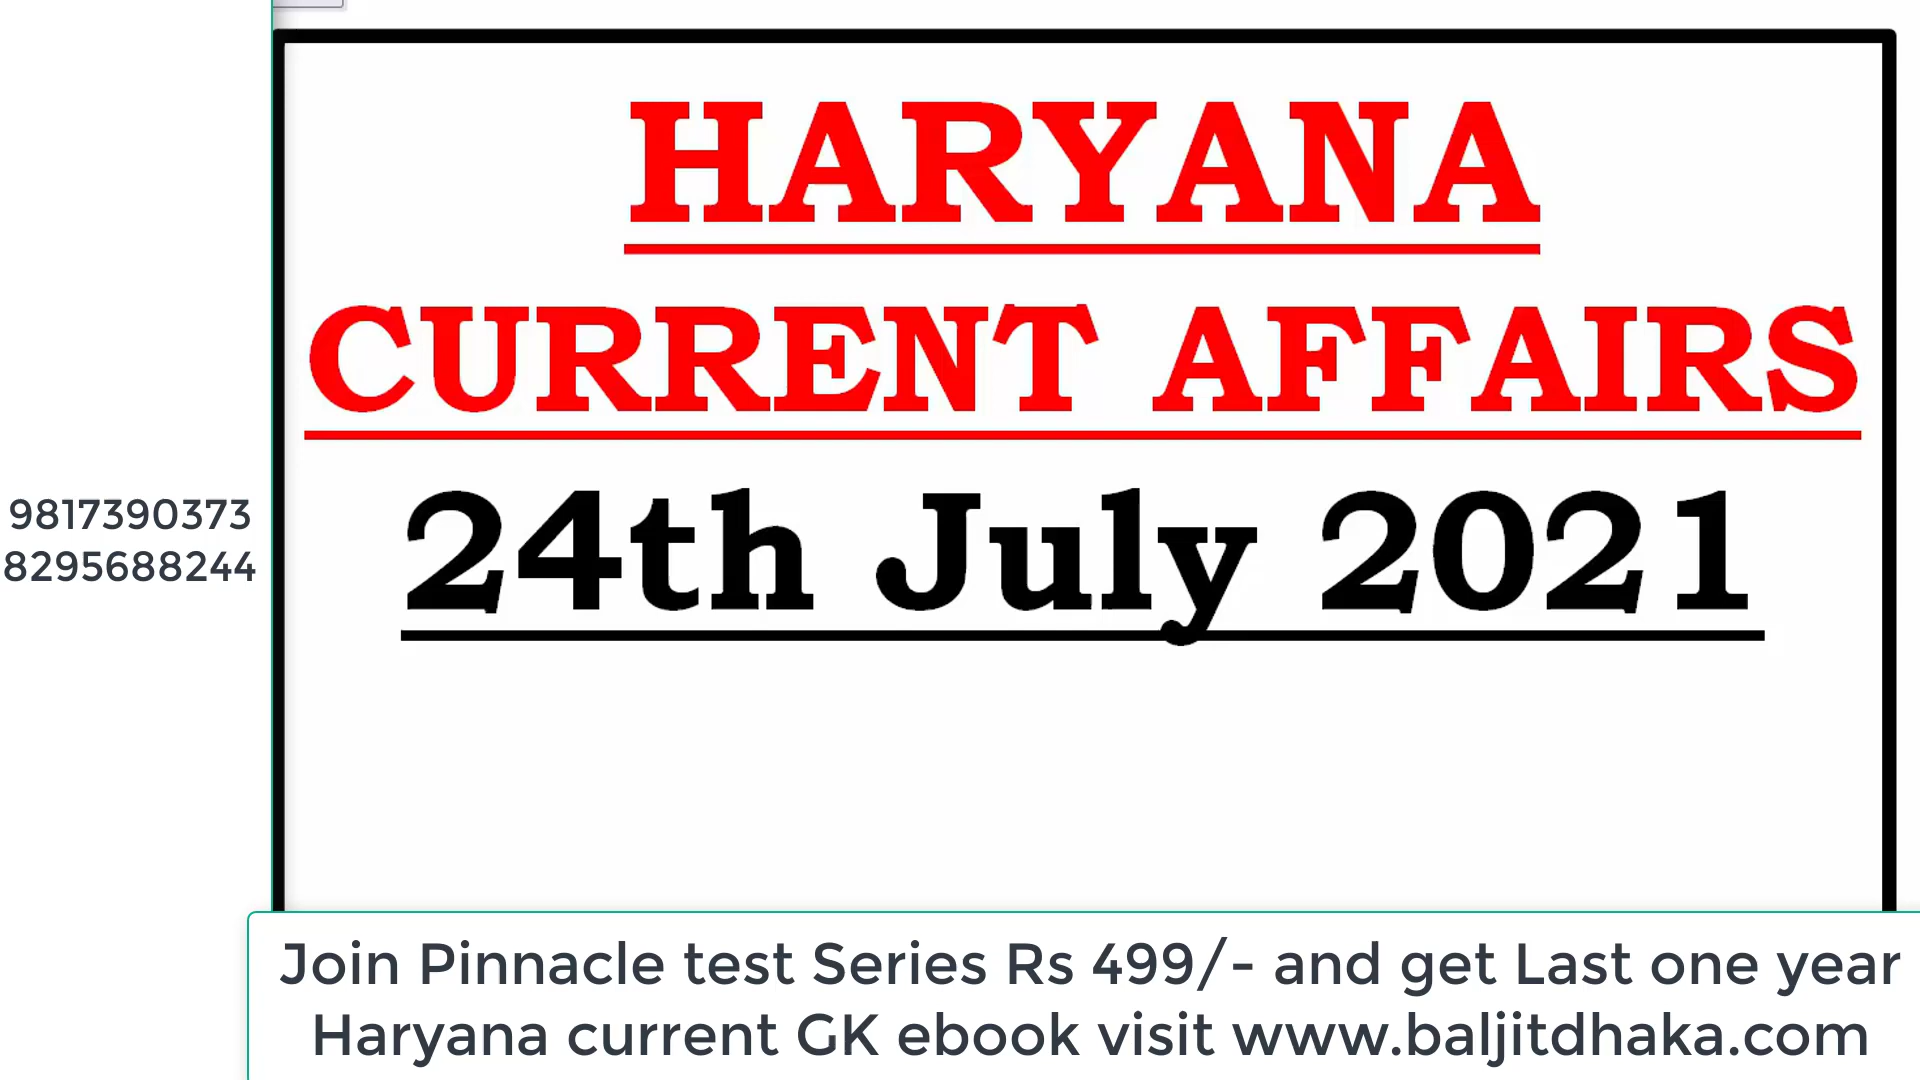 HARYANA
CURRENT AFFAIRS
24th July 2021
9817390373
8295688244
Join Pinnacle test Series Rs 499/- and get Last one year
Haryana current GK ebook visit www.baljitdhaka.com